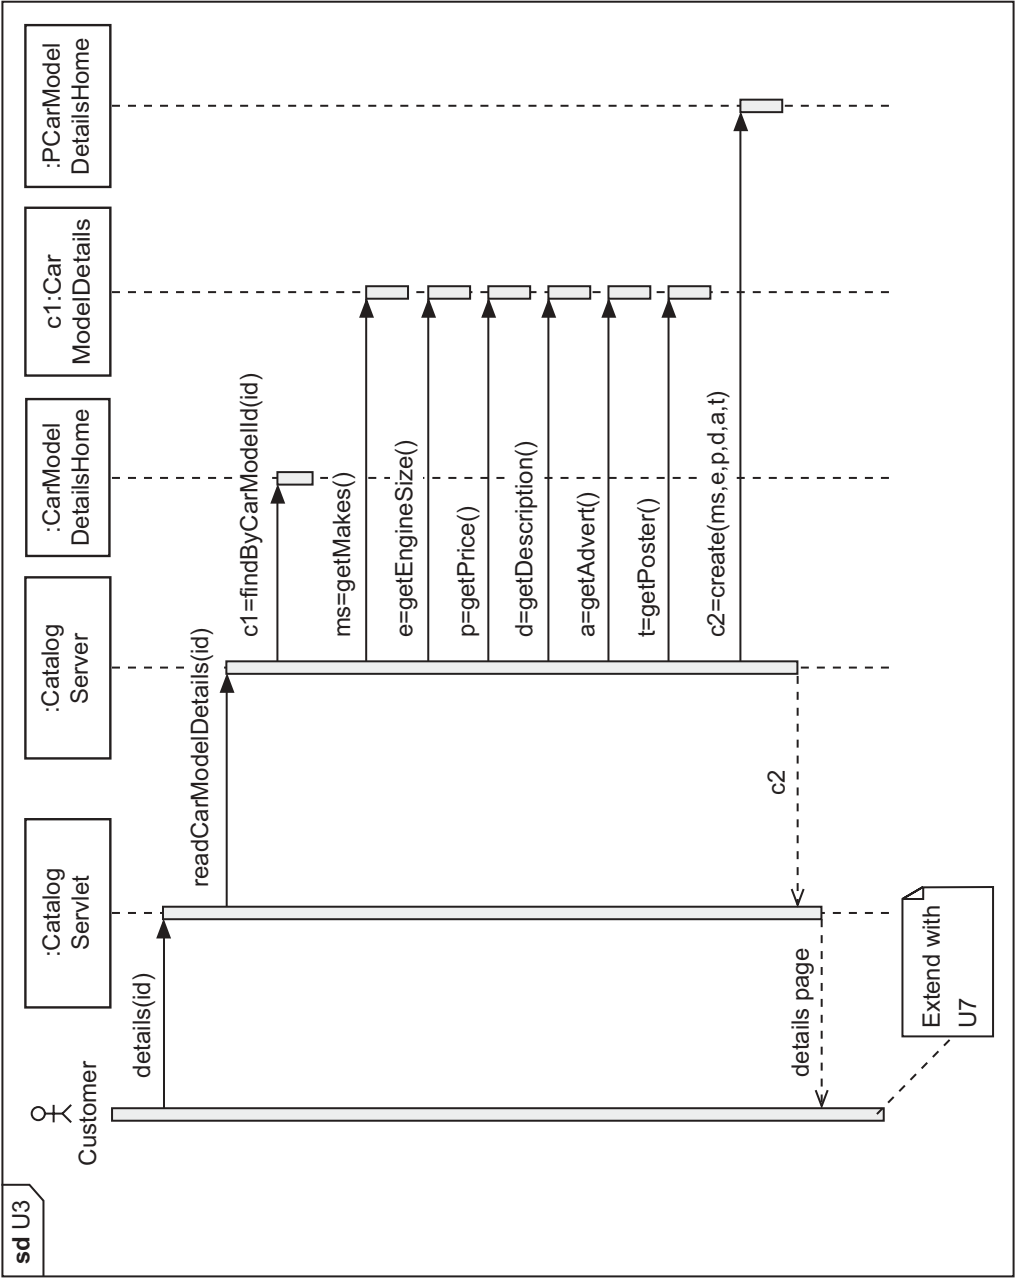 sd U3
Customer
:Catalog
Servlet
:Catalog
Server
:CarModel
DetailsHome
c1:Car
ModelDetails
:PCarModel
DetailsHome
details(id)
readCarModelDetails(id)
c1=findByCarModelId(id)
ms=getMakes()
e=getEngineSize()
p=getPrice()
d=getDescription()
a=getAdvert()
t=getPoster()
c2=create(ms,e,p,d,a,t)
c2
details page
Extend with
U7